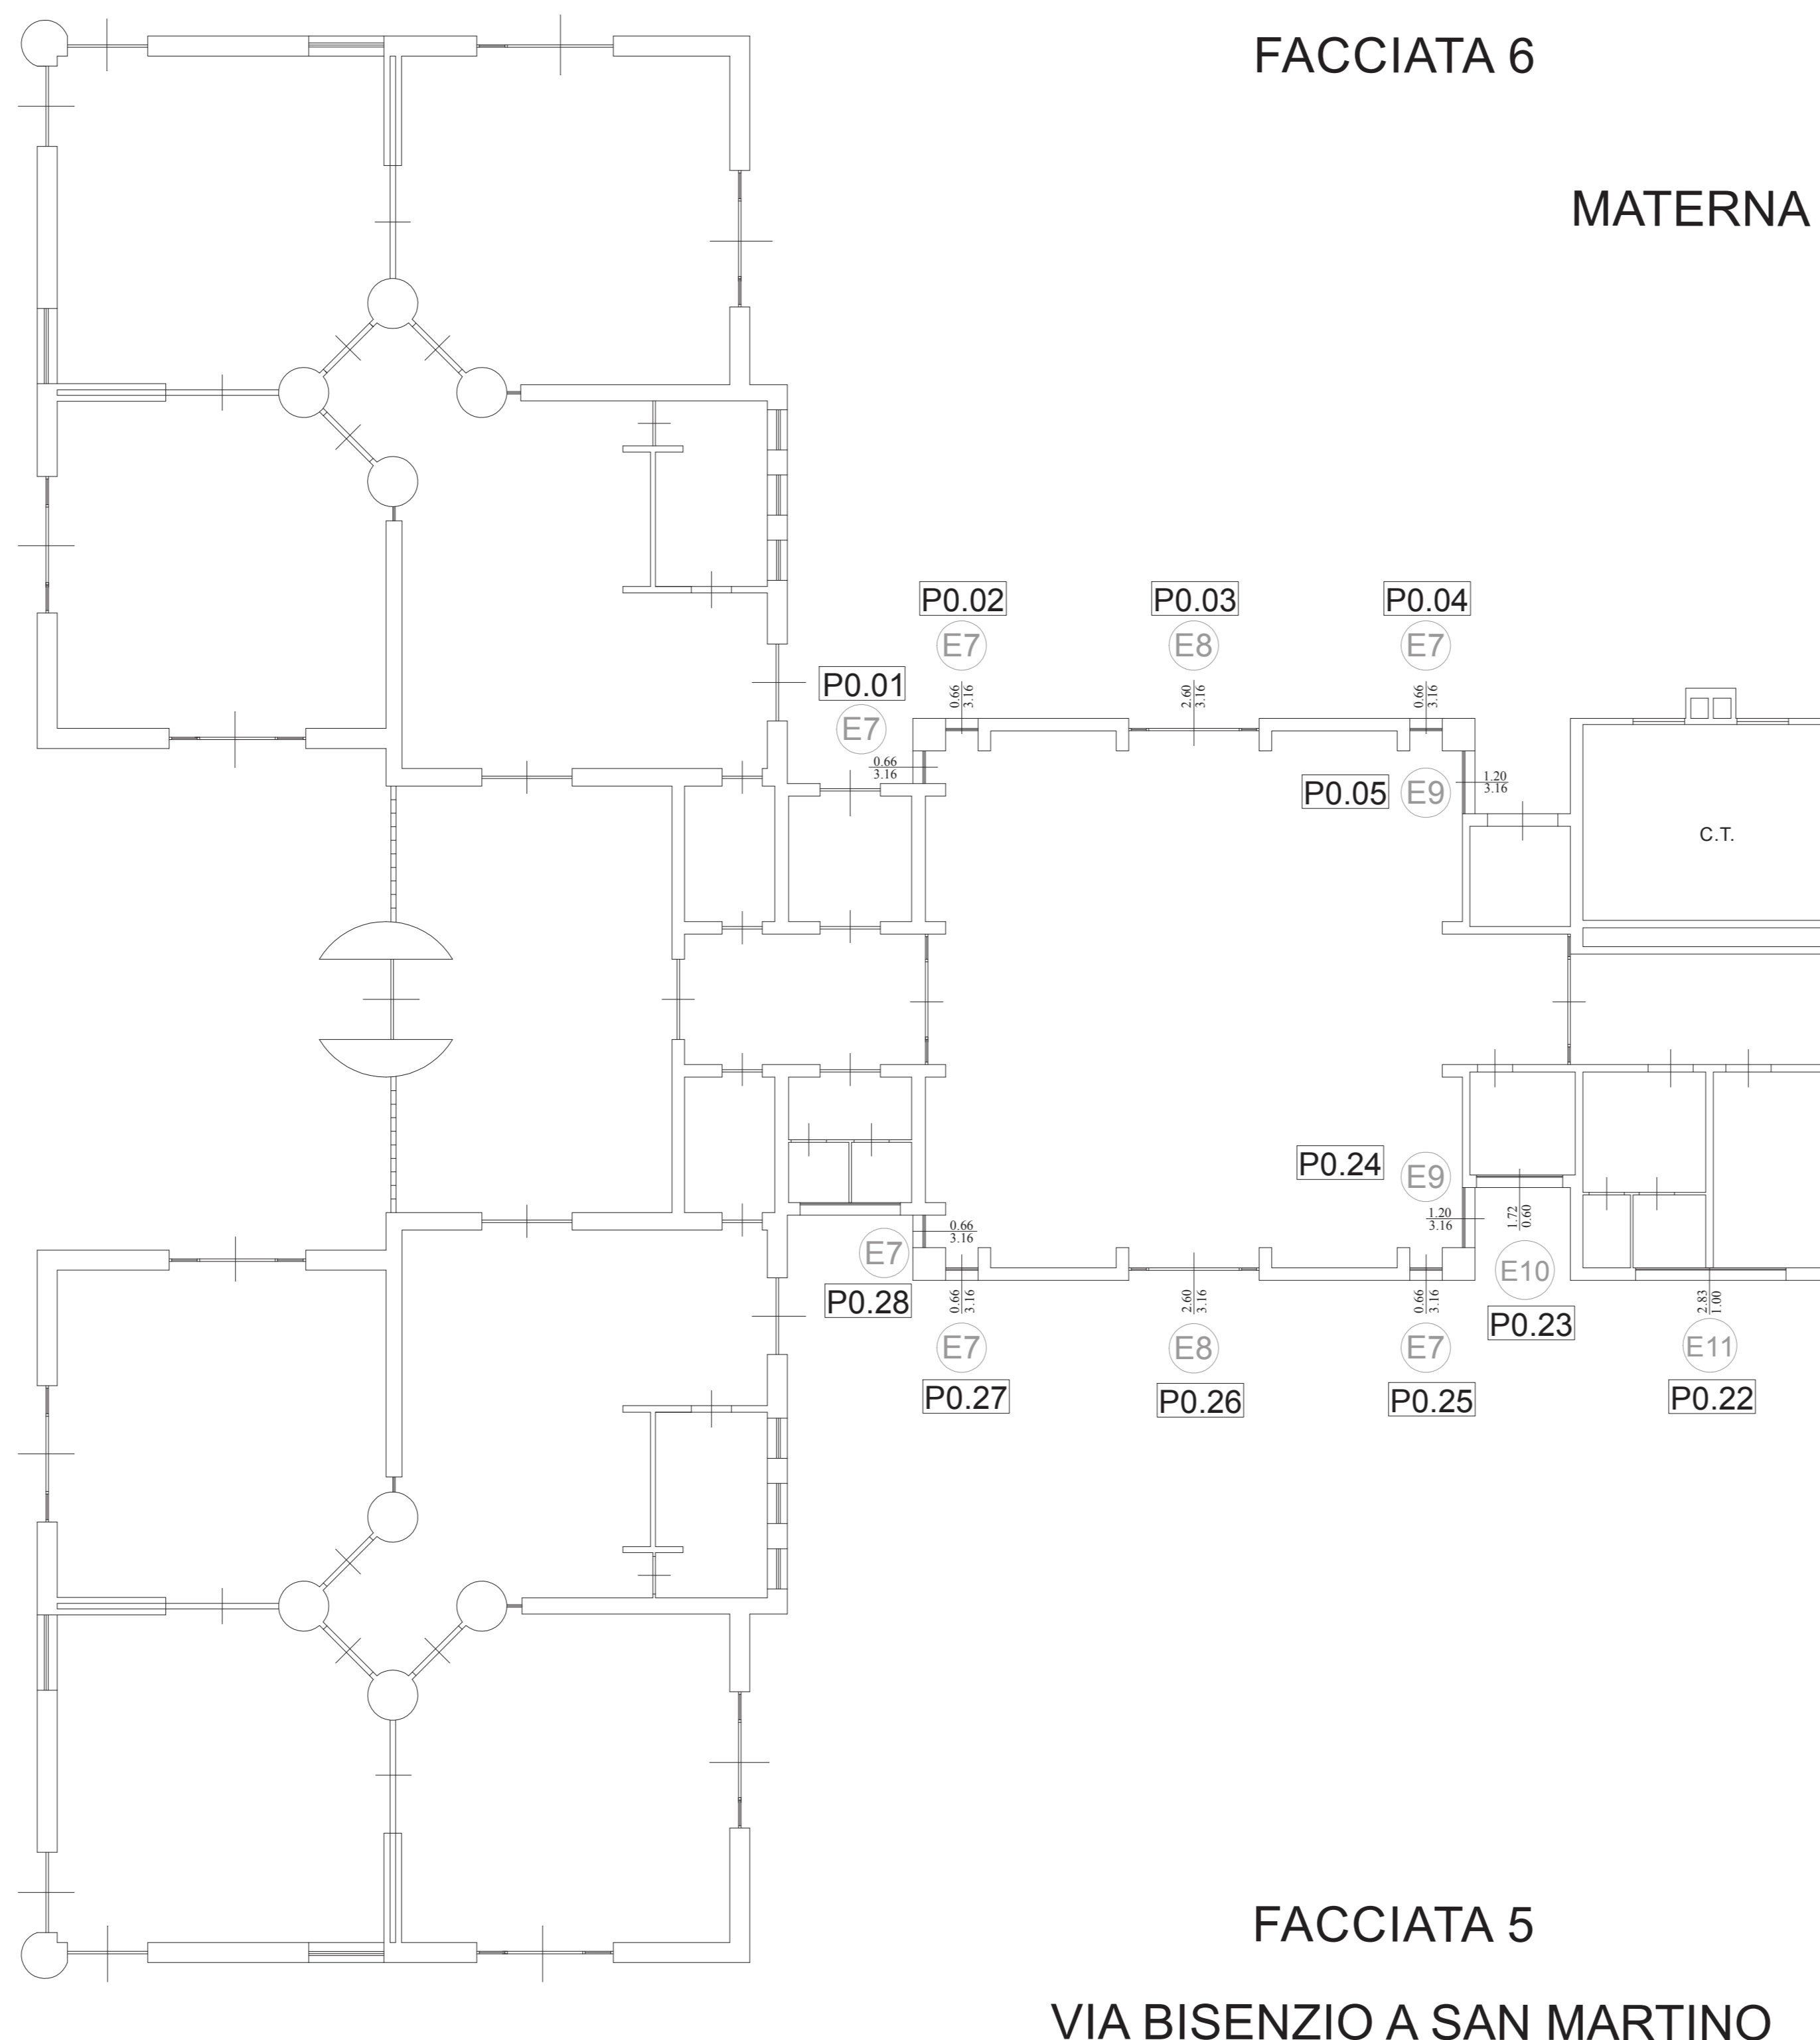 FACCIATA 6
MATERNA
P0.02
P0.03
P0.04
E7
E8
E7
P0.01
0.66
3.16
2.60
3.16
0.66
3.16
E7
0.66
3.16
P0.05
E9
1.20
3.16
C.T.
P0.24
E9
1.20
3.16
1.72
0.60
0.66
3.16
E7
P0.28
E10
P0.23
0.66
3.16
2.60
3.16
0.66
3.16
2.83
1.00
E7
E8
E7
E11
P0.27
P0.26
P0.25
P0.22
FACCIATA 5
VIA BISENZIO A SAN MARTINO